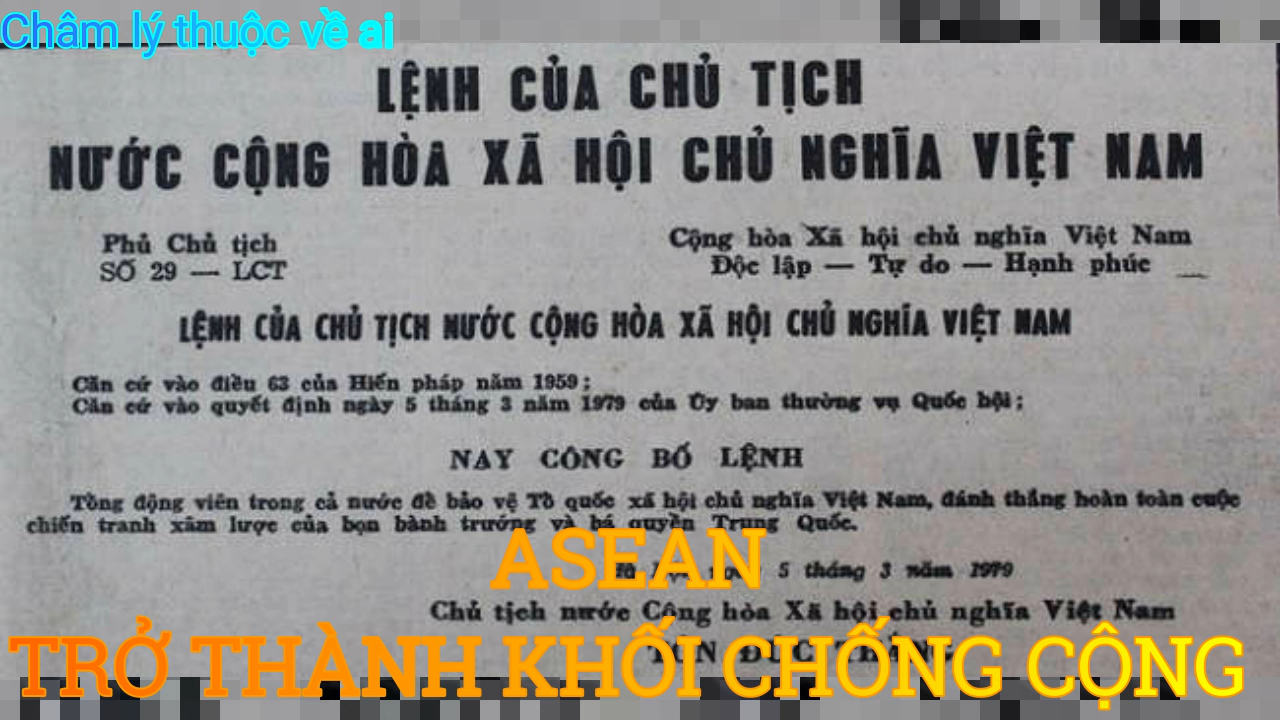 Châm lý thuộc về ai
LỆNH CỦA CHỦ TỊCH
NƯỚC CỘNG HÒA XÃ HỘI CHỦ NGHĨA VIỆT NAM
Phủ Chủ tịch
SỐ 29 — LCT
Cộng hòa Xã hội chủ nghĩa Việt Nam
Độc lập — Tự do — Hạnh phúc
LỆNH CỦA CHỦ TỊCH NƯỚC CỘNG HÒA XÃ HỘI CHỦ NGHĨA VIỆT NAM
Căn cứ vào điều 63 của Hiến pháp năm 1959;
Căn cứ vào quyết định ngày 5 tháng 3 năm 1979 của Ủy ban thường vụ Quốc hội;
NAY CÔNG BỐ LỆNH
Tổng động viên trong cả nước để bảo vệ Tổ quốc xã hội chủ nghĩa Việt Nam, đánh thắng hoàn toàn cuộc
chiến tranh xâm lược của bọn bành trướng và bá quyền Trung Quốc.
ASEAN
5 tháng 3 năm 1979
Chủ tịch nước Cộng hòa Xã hội chủ nghĩa Việt Nam
TRỞ THÀNH KHỐI CHỐNG CỘNG